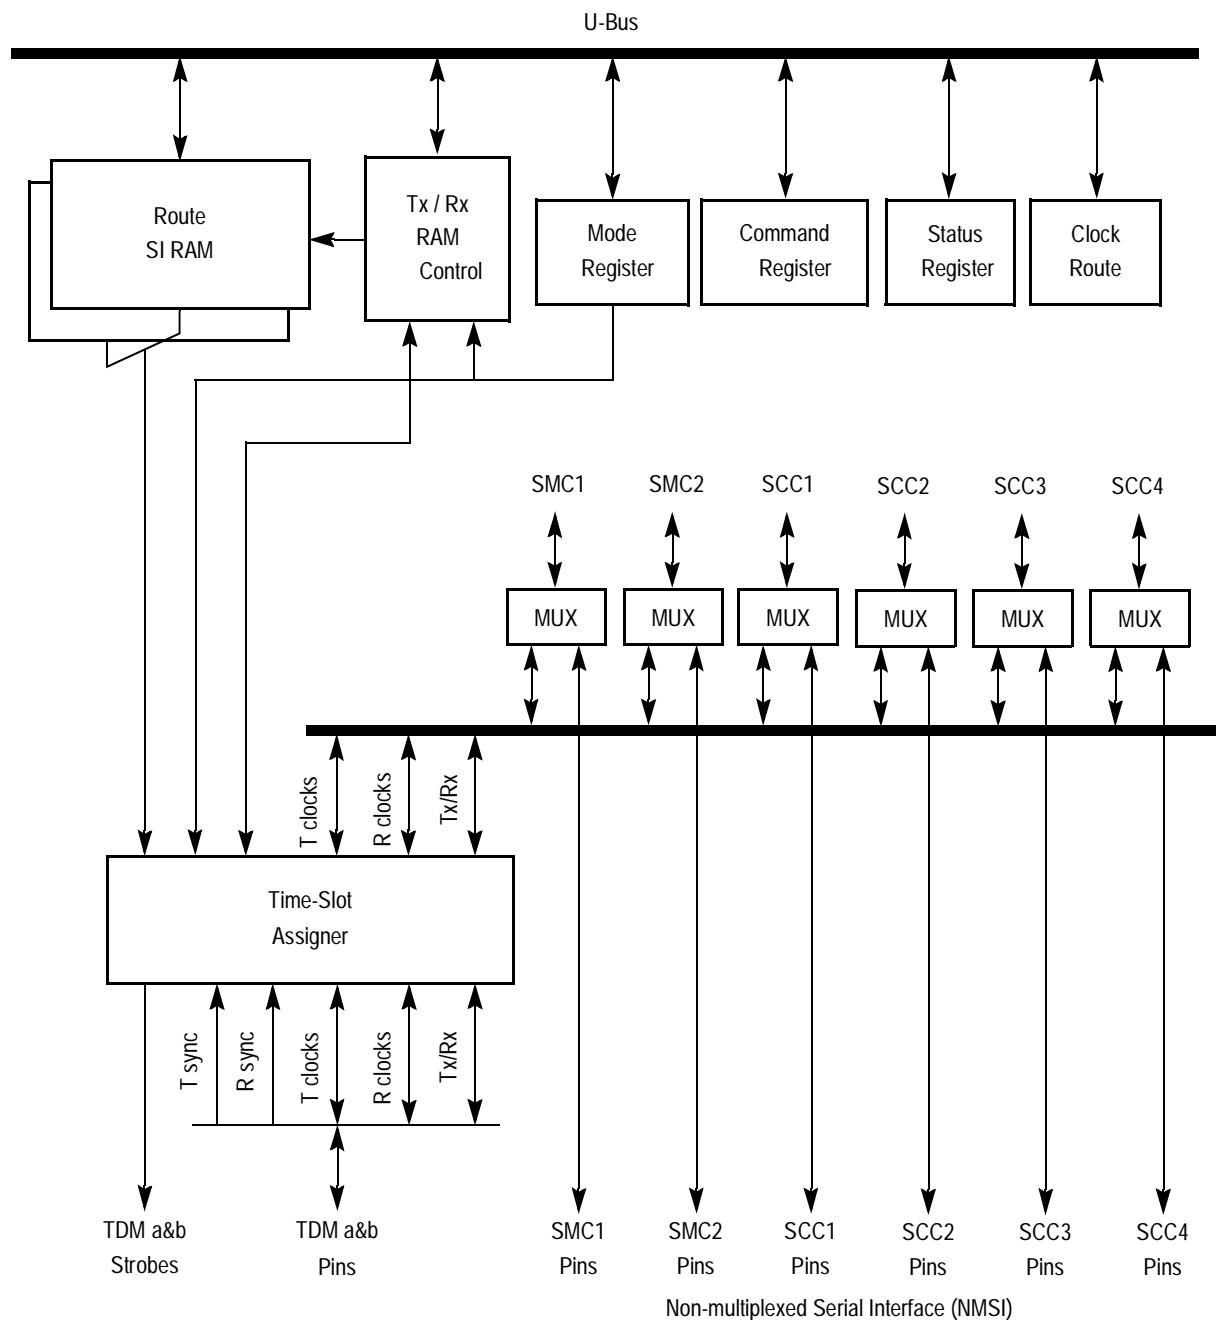 U-Bus
Route
SI RAM
Tx / Rx
RAM
Control
Mode
Register
Command
Register
Status
Register
Clock
Route
SMC1
SMC2
SCC1
SCC2
SCC3
SCC4
MUX
MUX
MUX
MUX
MUX
MUX
T clocks
R clocks
Tx/Rx
Time-Slot
Assigner
T sync
R sync
T clocks
R clocks
Tx/Rx
TDM a&b
Strobes
TDM a&b
Pins
SMC1
Pins
SMC2
Pins
SCC1
Pins
SCC2
Pins
SCC3
Pins
SCC4
Pins
Non-multiplexed Serial Interface (NMSI)